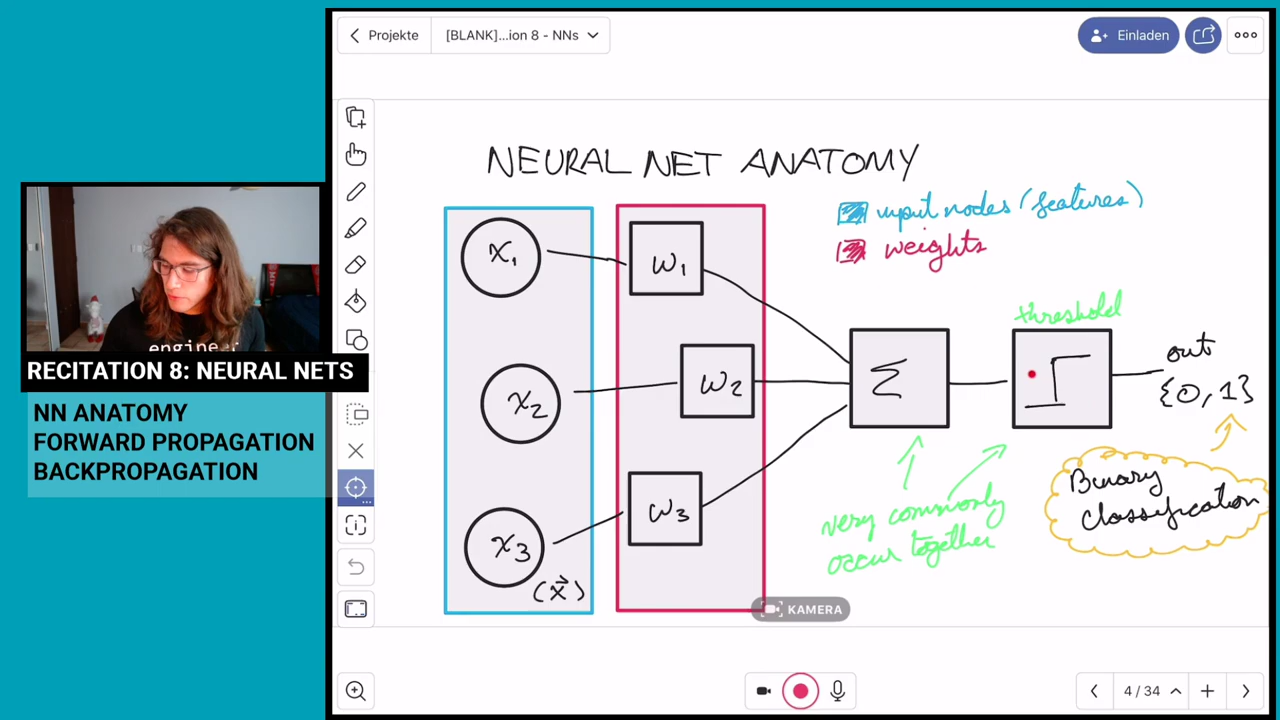 Projekte
[BLANK]...ion 8 - NNs
Einladen
NEURAL NET ANATOMY
input nodes (features)
weights
x1
w1
threshold
out
{0,1}
x2
w2
Σ
Binary
classification
very commonly
occur together
x3
w3
(x⃗)
KAMERA
4 / 34
engine
RECITATION 8: NEURAL NETS
NN ANATOMY
FORWARD PROPAGATION
BACKPROPAGATION